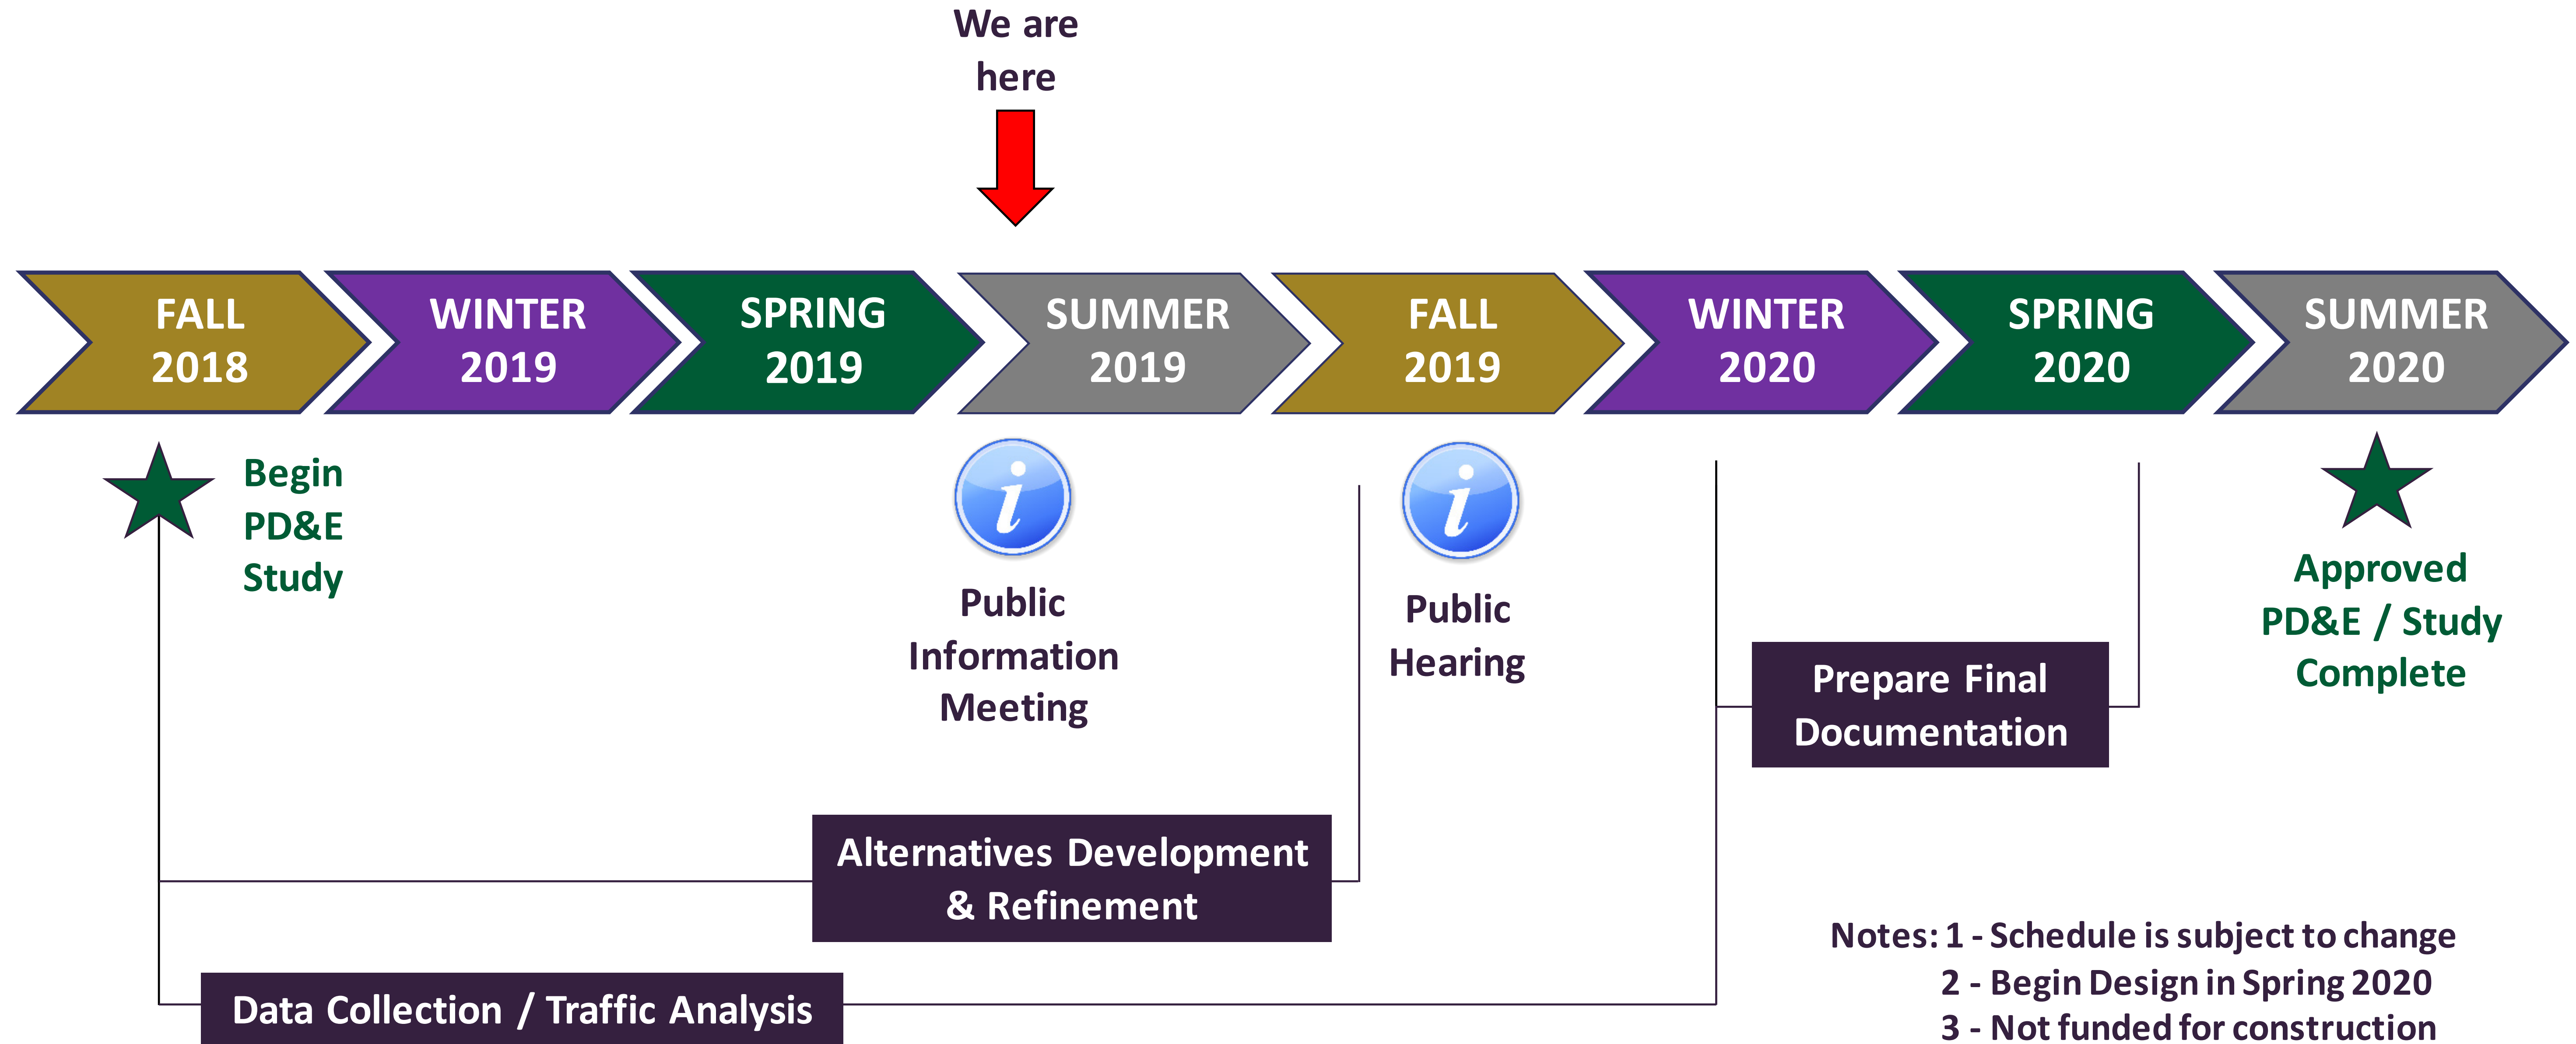 We are
here
FALL
2018
WINTER
2019
SPRING
2019
SUMMER
2019
FALL
2019
WINTER
2020
SPRING
2020
SUMMER
2020
Begin
PD&E
Study
i
Public
Information
Meeting
i
Public
Hearing
Approved
PD&E / Study
Complete
Prepare Final
Documentation
Alternatives Development
& Refinement
Data Collection / Traffic Analysis
Notes: 1 - Schedule is subject to change
2 - Begin Design in Spring 2020
3 - Not funded for construction